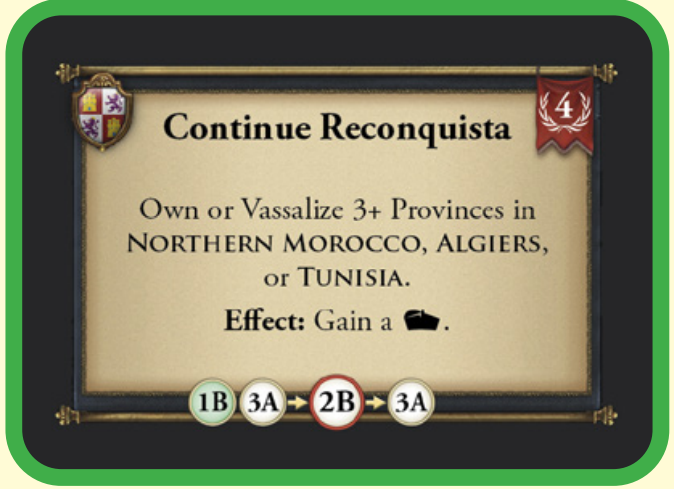 4
Continue Reconquista
Own or Vassalize 3+ Provinces in
NORTHERN MOROCCO, ALGIERS,
or TUNISIA.
Effect: Gain a .
1B 3A 2B 3A